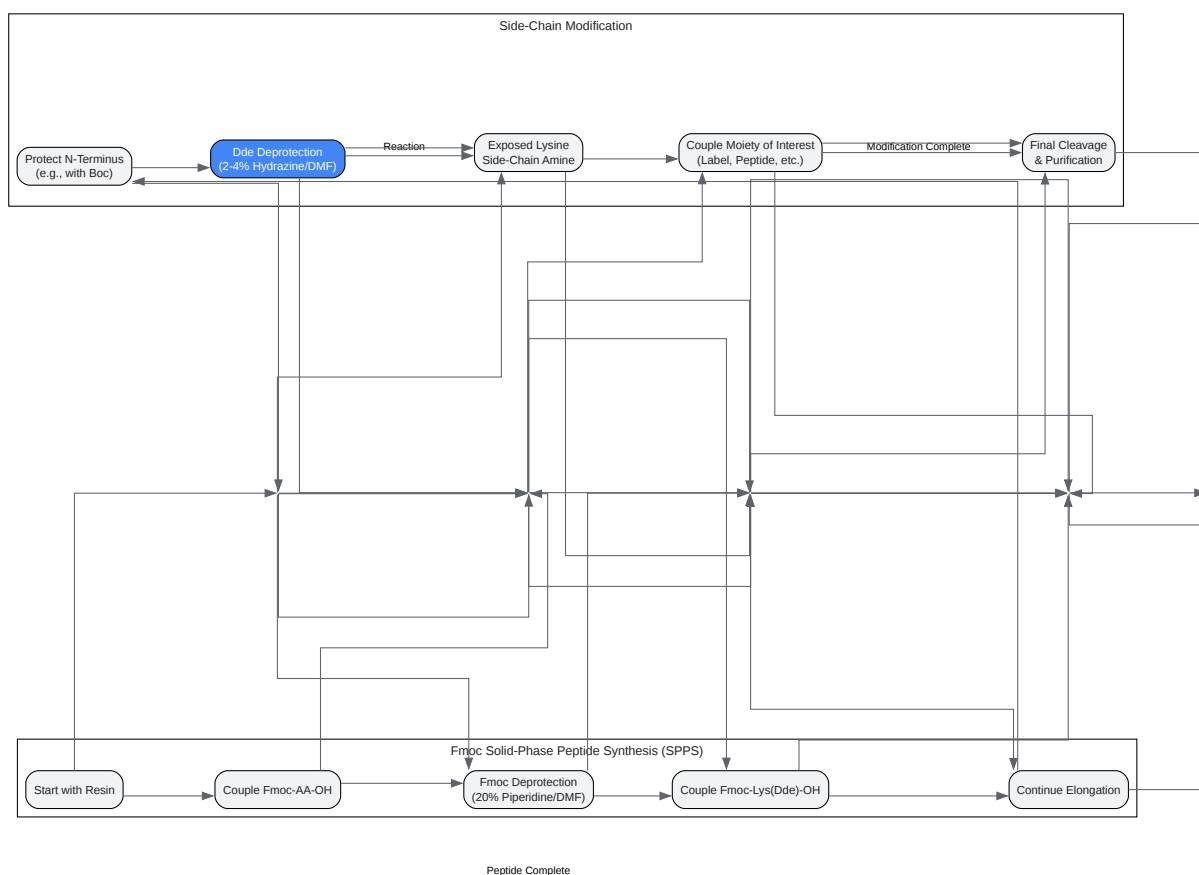 Side-Chain Modification
Protect N-Terminus
(e.g., with Boc)
Dde Deprotection
(2-4% Hydrazine/DMF)
Reaction
Exposed Lysine
Side-Chain Amine
Couple Moiety of Interest
(Label, Peptide, etc.)
Modification Complete
Final Cleavage
& Purification
Fmoc Solid-Phase Peptide Synthesis (SPPS)
Start with Resin
Couple Fmoc-AA-OH
Fmoc Deprotection
(20% Piperidine/DMF)
Couple Fmoc-Lys(Dde)-OH
Continue Elongation
Peptide Complete